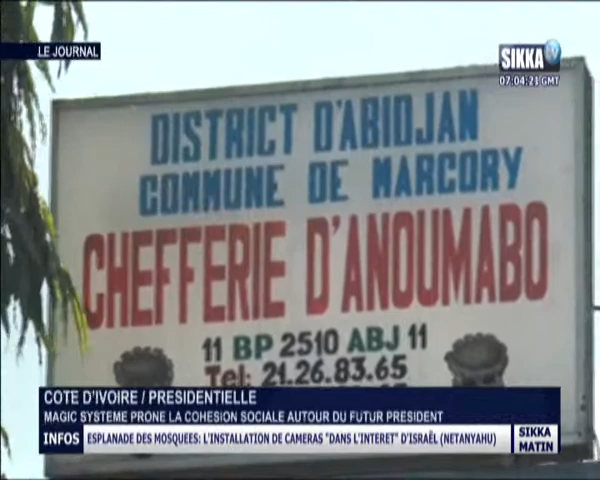 LE JOURNAL
SIKKA TV
07:04:21 GMT
DISTRICT D'ABIDJAN
COMMUNE DE MARCORY
CHEFFERIE D'ANOUMABO
11 BP 2510 ABJ 11
Tel: 21.26.83.65
COTE D'IVOIRE / PRESIDENTIELLE
MAGIC SYSTEME PRONE LA COHESION SOCIALE AUTOUR DU FUTUR PRESIDENT
INFOS ESPLANADE DES MOSQUEES: L'INSTALLATION DE CAMERAS "DANS L'INTERET" D'ISRAËL (NETANYAHU)
SIKKA
MATIN